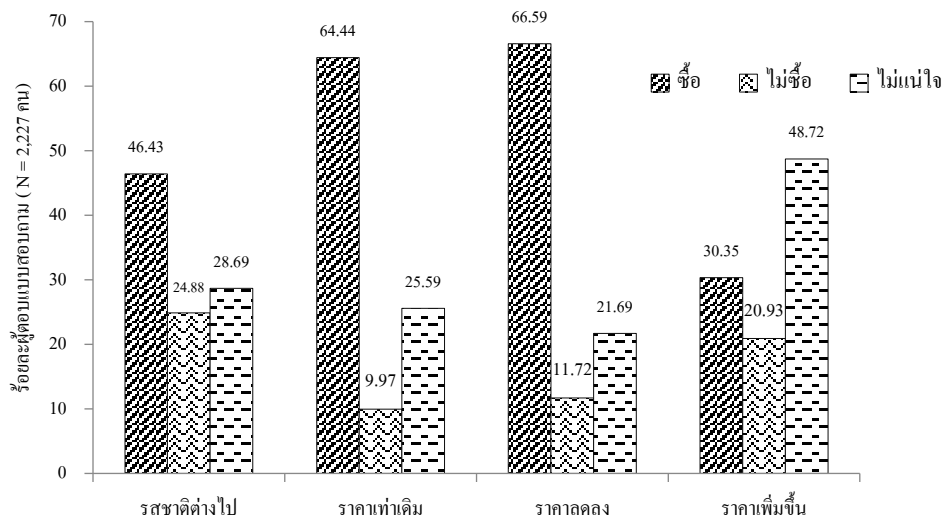 ร้อยละผู้ตอบแบบสอบถาม ( N = 2,227 คน)
70
60
50
40
30
20
10
0
ซื้อ ไม่ซื้อ ไม่แน่ใจ
46.43 24.88 28.69
64.44 9.97 25.59
66.59 11.72 21.69
30.35 20.93 48.72
รสชาติต่างไป ราคาเท่าเดิม ราคาลดลง ราคาเพิ่มขึ้น